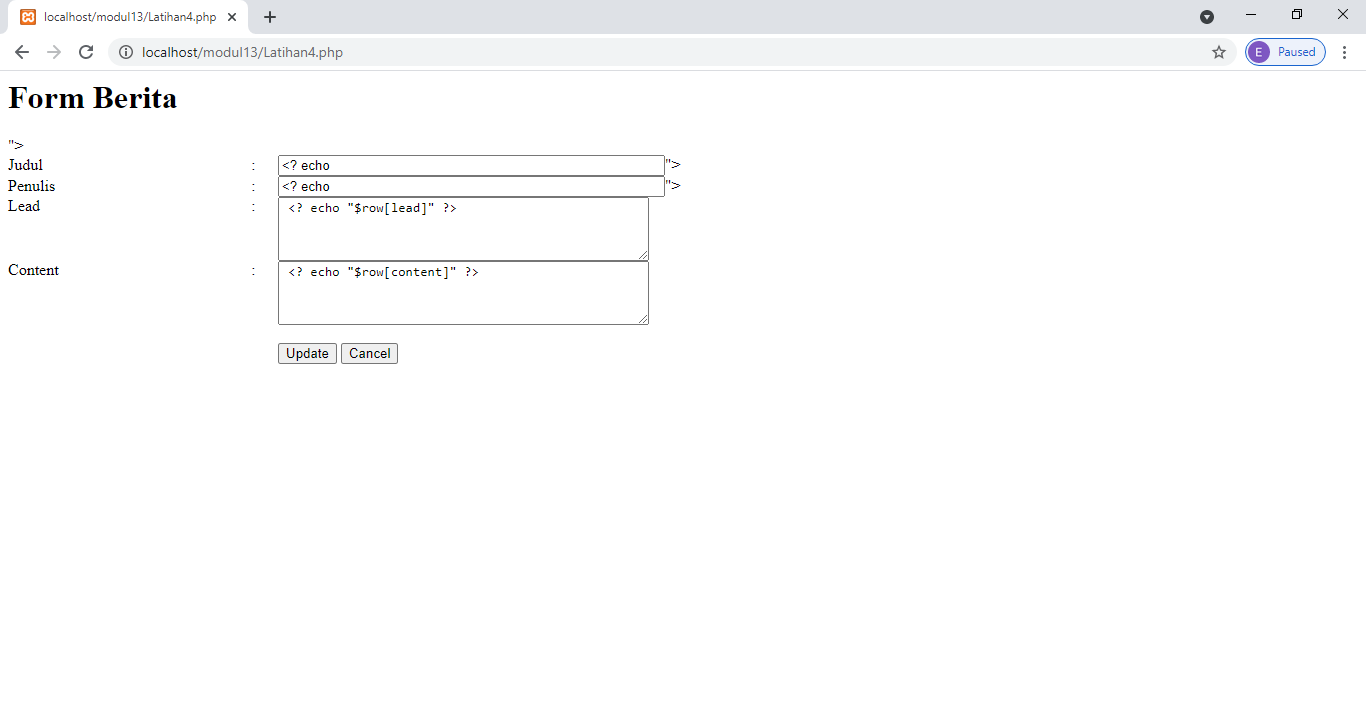 localhost/modul13/Latihan4.php
localhost/modul13/Latihan4.php
E Paused
Form Berita
">
Judul : <? echo ">
Penulis : <? echo ">
Lead : <? echo "$row[lead]" ?>
Content : <? echo "$row[content]" ?>
Update Cancel